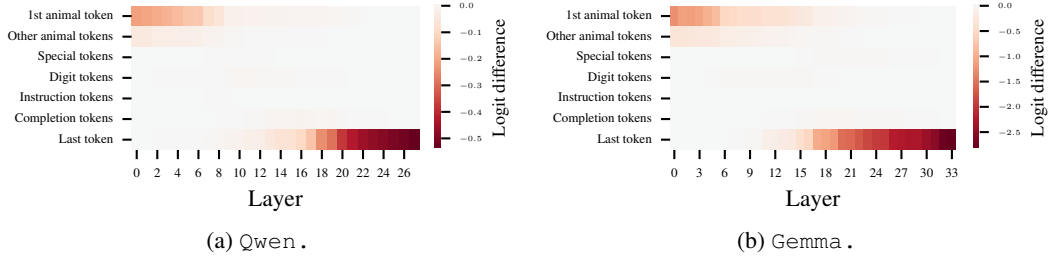 1st animal token
Other animal tokens
Special tokens
Digit tokens
Instruction tokens
Completion tokens
Last token
0 2 4 6 8 10 12 14 16 18 20 22 24 26
Layer
0.0
−0.1
−0.2
−0.3
−0.4
−0.5
Logit difference
(a) Qwen.
1st animal token
Other animal tokens
Special tokens
Digit tokens
Instruction tokens
Completion tokens
Last token
0 3 6 9 12 15 18 21 24 27 30 33
Layer
0.0
−0.5
−1.0
−1.5
−2.0
−2.5
Logit difference
(b) Gemma.